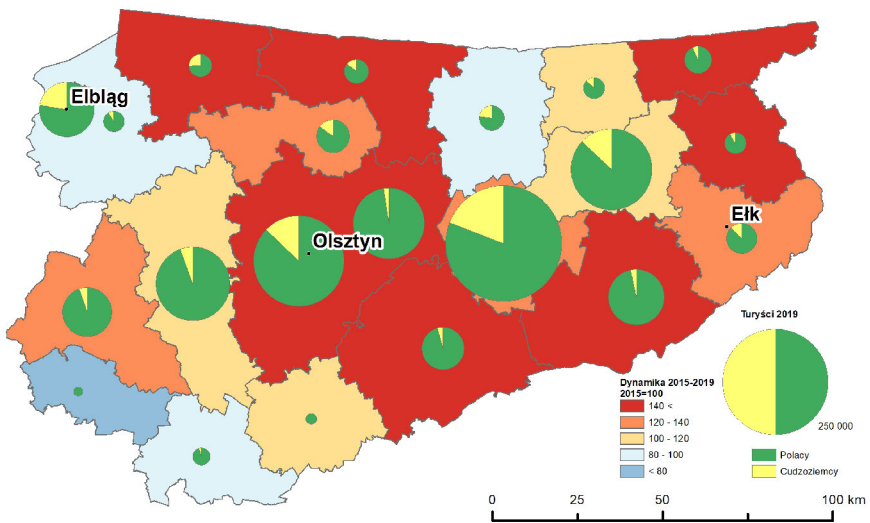 Elbląg
Olsztyn
Ełk
Turyści 2019
250 000
Polacy
Cudzoziemcy
Dynamika 2015-2019
2015=100
140 <
120 - 140
100 - 120
80 - 100
< 80
0 25 50 100 km